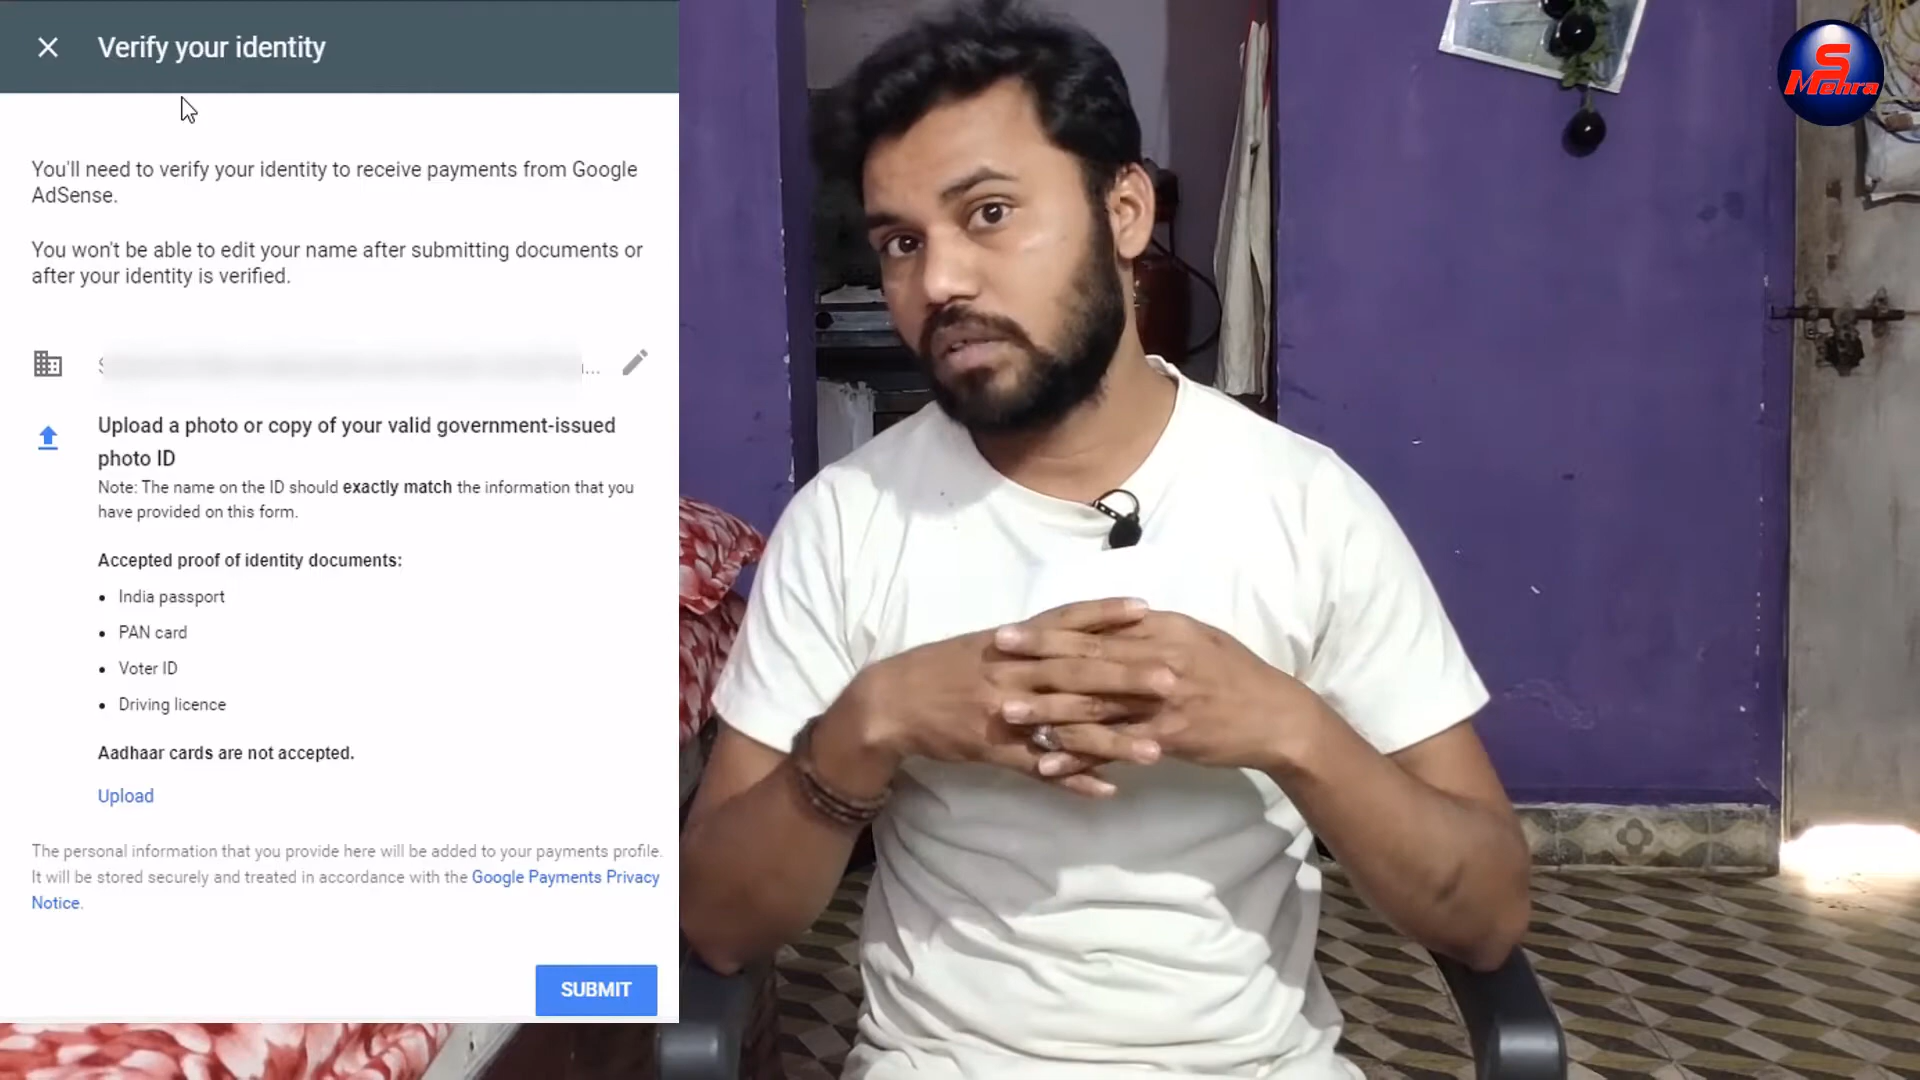 Verify your identity
You'll need to verify your identity to receive payments from Google
AdSense.
You won't be able to edit your name after submitting documents or
after your identity is verified.
Upload a photo or copy of your valid government-issued
photo ID
Note: The name on the ID should exactly match the information that you
have provided on this form.
Accepted proof of identity documents:
• India passport
• PAN card
• Voter ID
• Driving licence
Aadhaar cards are not accepted.
Upload
The personal information that you provide here will be added to your payments profile.
It will be stored securely and treated in accordance with the Google Payments Privacy
Notice.
SUBMIT
S
Mehra